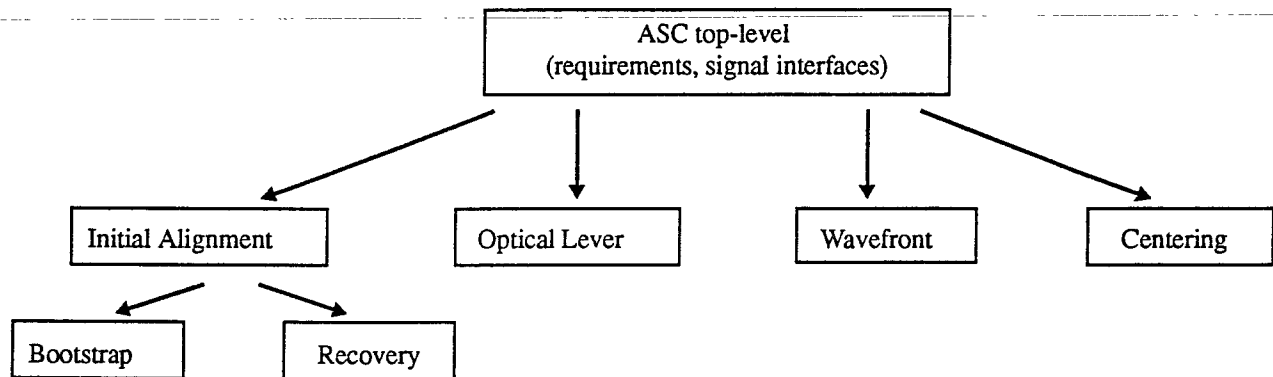 ASC top-level
(requirements, signal interfaces)
Initial Alignment
Optical Lever
Wavefront
Centering
Bootstrap
Recovery